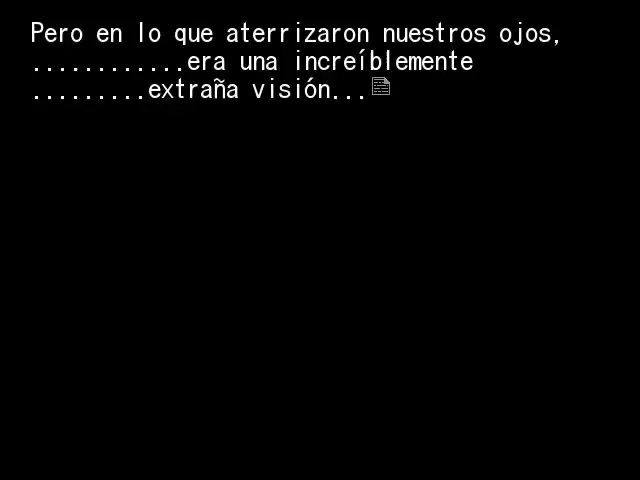 Pero en lo que aterrizaron nuestros ojos,
............era una increíblemente
.........extraña visión...